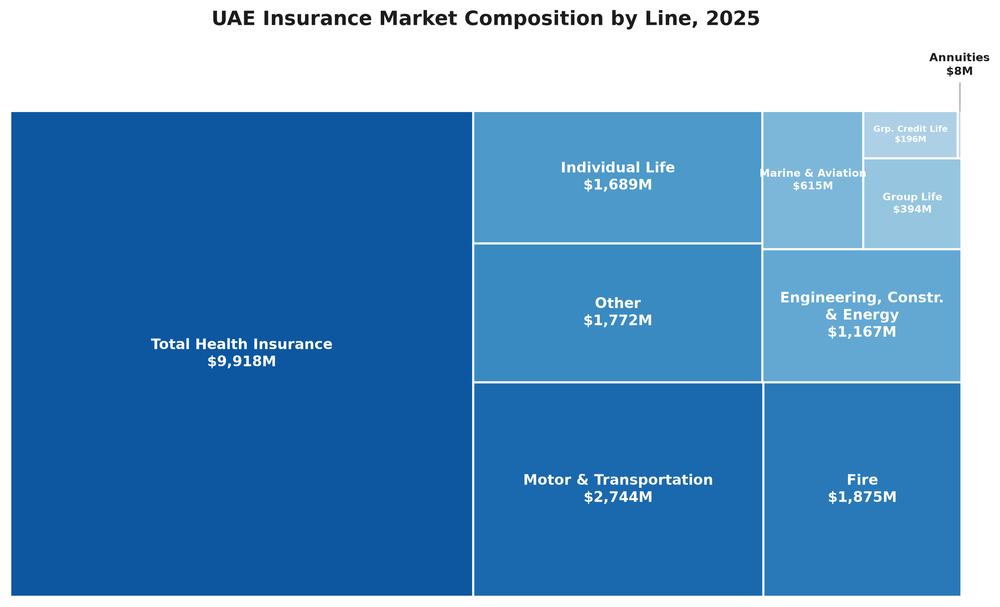 UAE Insurance Market Composition by Line, 2025
Annuities
$8M
Grp. Credit Life
$196M
Individual Life
$1,689M
Marine & Aviation
$615M
Group Life
$394M
Other
$1,772M
Engineering, Constr.
& Energy
$1,167M
Total Health Insurance
$9,918M
Motor & Transportation
$2,744M
Fire
$1,875M